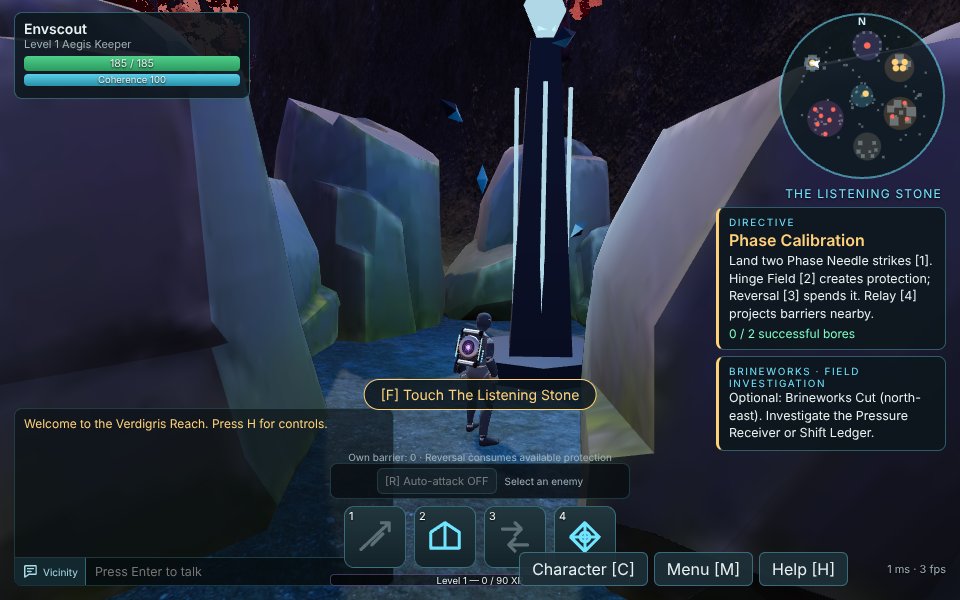 Envscout
Level 1 Aegis Keeper
185 / 185
Coherence 100
N
THE LISTENING STONE
DIRECTIVE
Phase Calibration
Land two Phase Needle strikes [1].
Hinge Field [2] creates protection;
Reversal [3] spends it. Relay [4]
projects barriers nearby.
0 / 2 successful bores
BRINEWORKS · FIELD
INVESTIGATION
Optional: Brineworks Cut (north-
east). Investigate the Pressure
Receiver or Shift Ledger.
[F] Touch The Listening Stone
Welcome to the Verdigris Reach. Press H for controls.
Own barrier: 0 · Reversal consumes available protection
[R] Auto-attack OFF
Select an enemy
1
2
3
4
Vicinity
Press Enter to talk
Level 1 — 0 / 90
Character [C]
Menu [M]
Help [H]
1 ms · 3 fps